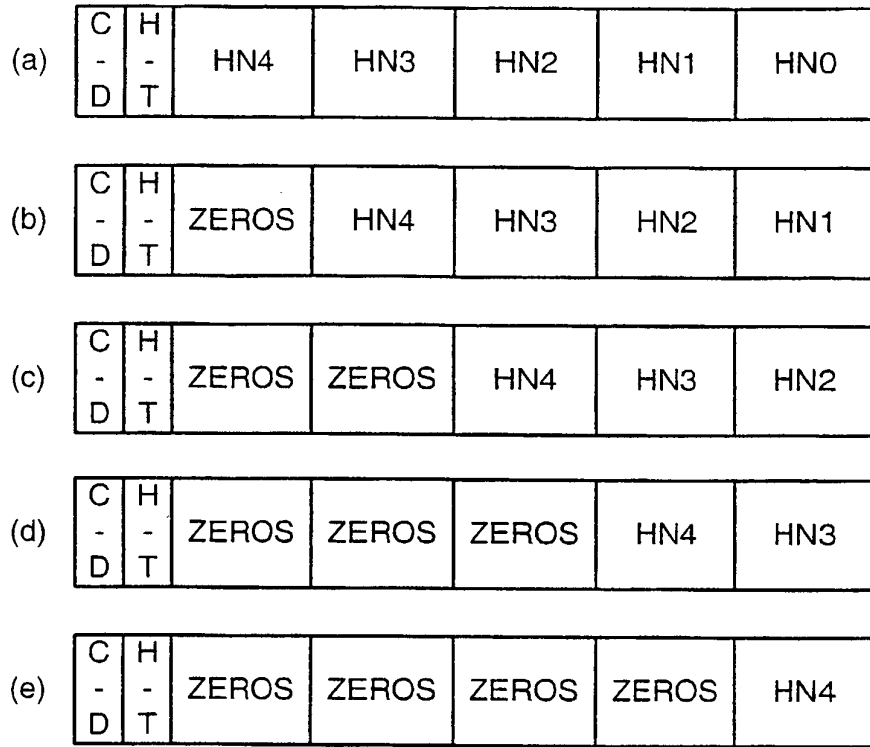 (a) C - D H - T HN4 HN3 HN2 HN1 HN0
(b) C - D H - T ZEROS HN4 HN3 HN2 HN1
(c) C - D H - T ZEROS ZEROS HN4 HN3 HN2
(d) C - D H - T ZEROS ZEROS ZEROS HN4 HN3
(e) C - D H - T ZEROS ZEROS ZEROS ZEROS HN4